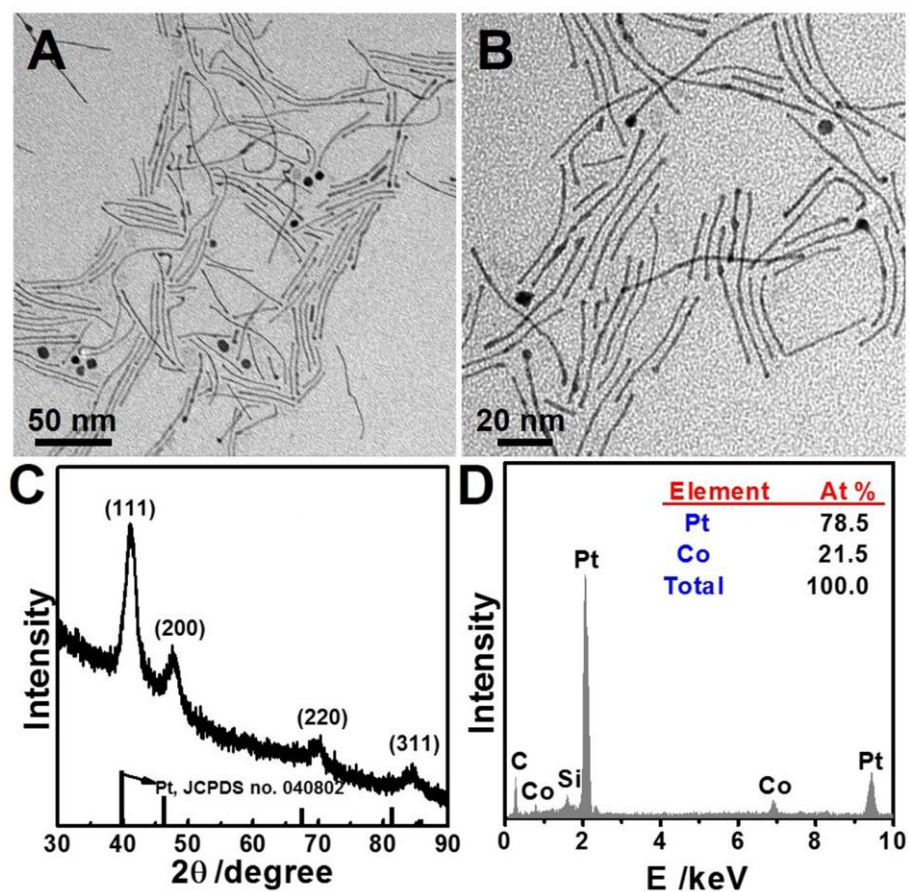 A
50 nm
B
20 nm
C
(111)
(200)
(220)
(311)
Pt, JCPDS no. 040802
Intensity
30 40 50 60 70 80 90
2θ /degree
D
Element At %
Pt 78.5
Co 21.5
Total 100.0
Pt
C
Co
Si
Co
Pt
Intensity
0 2 4 6 8 10
E /keV